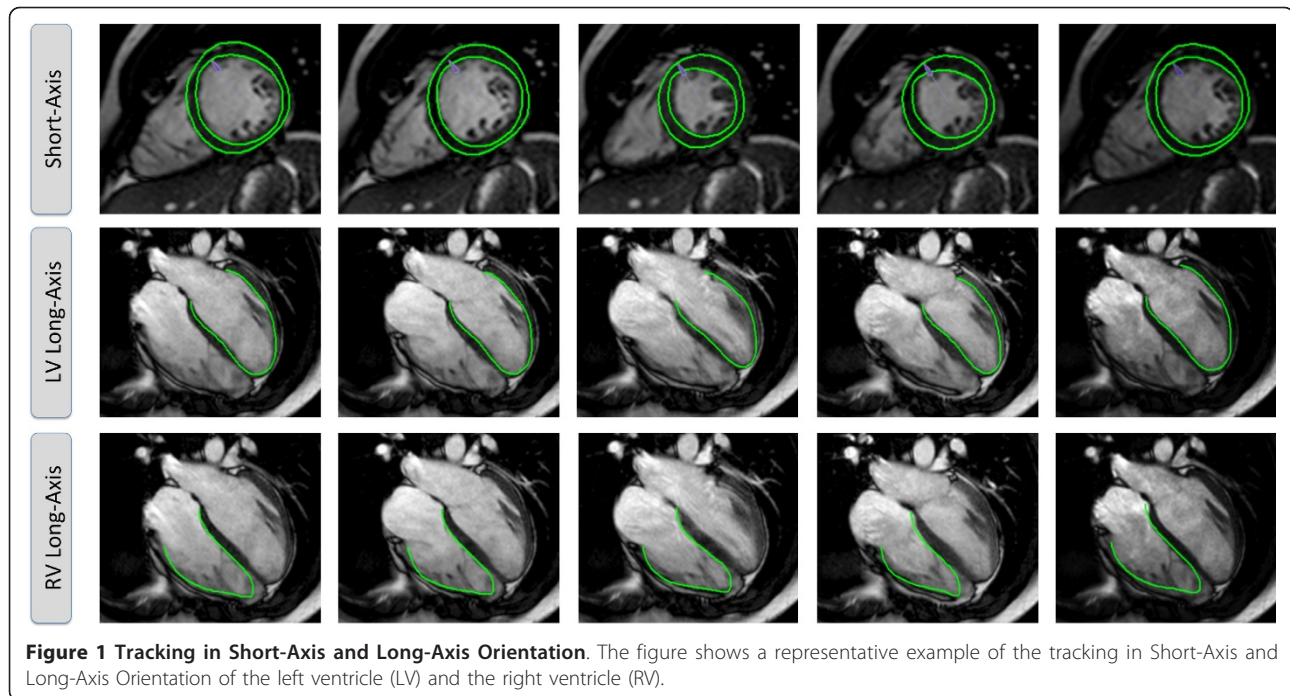 Short-Axis
LV Long-Axis
RV Long-Axis
Figure 1 Tracking in Short-Axis and Long-Axis Orientation. The figure shows a representative example of the tracking in Short-Axis and
Long-Axis Orientation of the left ventricle (LV) and the right ventricle (RV).